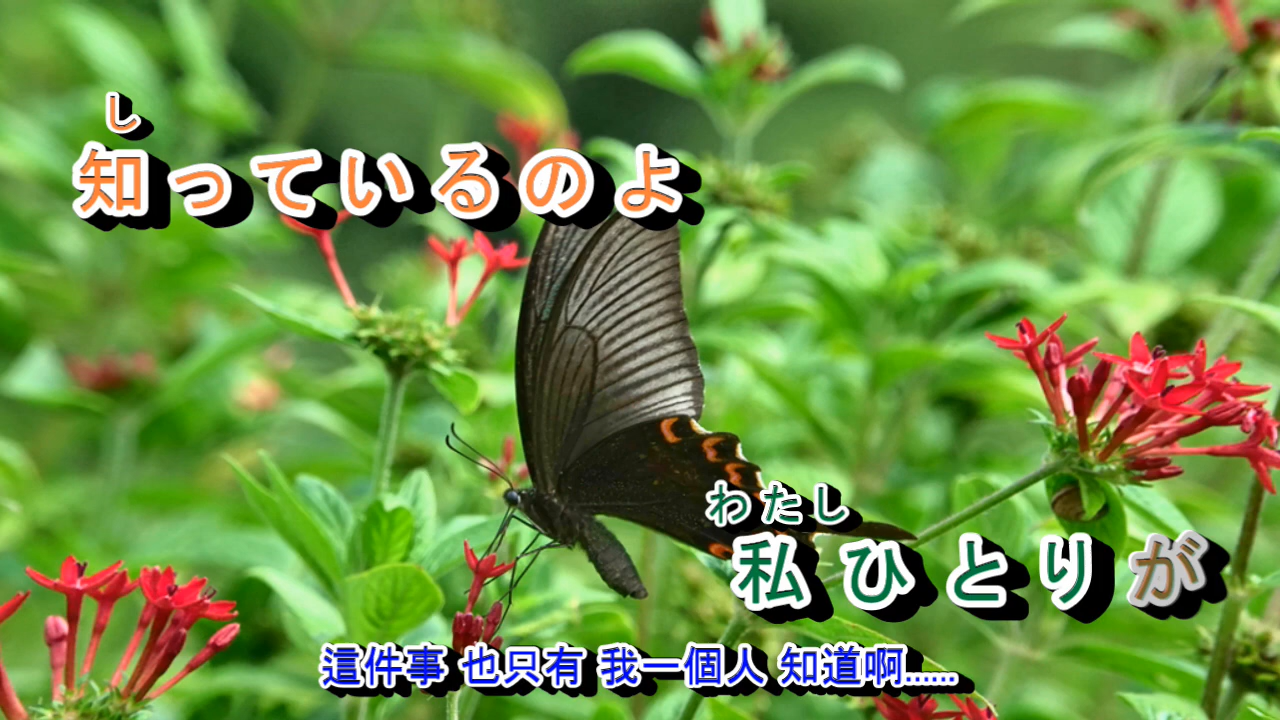 し
知っているのよ
わたし
私ひとりが
這件事 也只有 我一個人 知道啊......